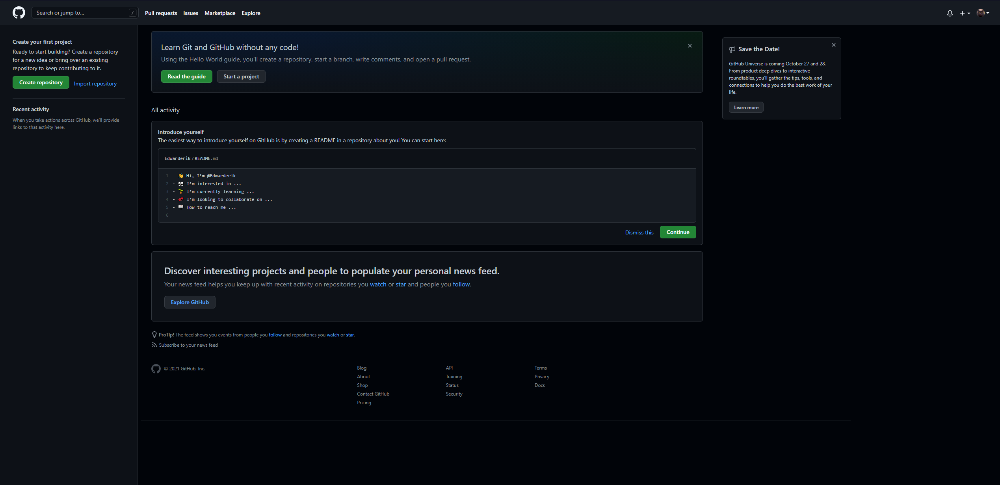 Search or jump to...
/
Pull requests
Issues
Marketplace
Explore
Create your first project
Ready to start building? Create a repository
for a new idea or bring over an existing
repository to keep contributing to it.
Create repository
Import repository
Recent activity
When you take actions across GitHub, we’ll provide
links to that activity here.
Learn Git and GitHub without any code!
Using the Hello World guide, you’ll create a repository, start a branch, write comments, and open a pull request.
Read the guide
Start a project
All activity
Introduce yourself
The easiest way to introduce yourself on GitHub is by creating a README in a repository about you! You can start here:
Edwarderik/README.md
1 - 👋 Hi, I’m @Edwarderik
2 - 👀 I’m interested in ...
3 - 🌱 I’m currently learning ...
4 - 💞️ I’m looking to collaborate on ...
5 - 📫 How to reach me ...
6
Dismiss this
Continue
Discover interesting projects and people to populate your personal news feed.
Your news feed helps you keep up with recent activity on repositories you watch or star and people you follow.
Explore GitHub
ProTip! The feed shows you events from people you follow and repositories you watch or star.
Subscribe to your news feed
© 2021 GitHub, Inc.
Blog
About
Shop
Contact GitHub
Pricing
API
Training
Status
Security
Terms
Privacy
Docs
Save the Date!
GitHub Universe is coming October 27 and 28.
From product deep dives to interactive
roundtables, you’ll gather the tips, tools, and
connections to help you do the best work of your
life.
Learn more